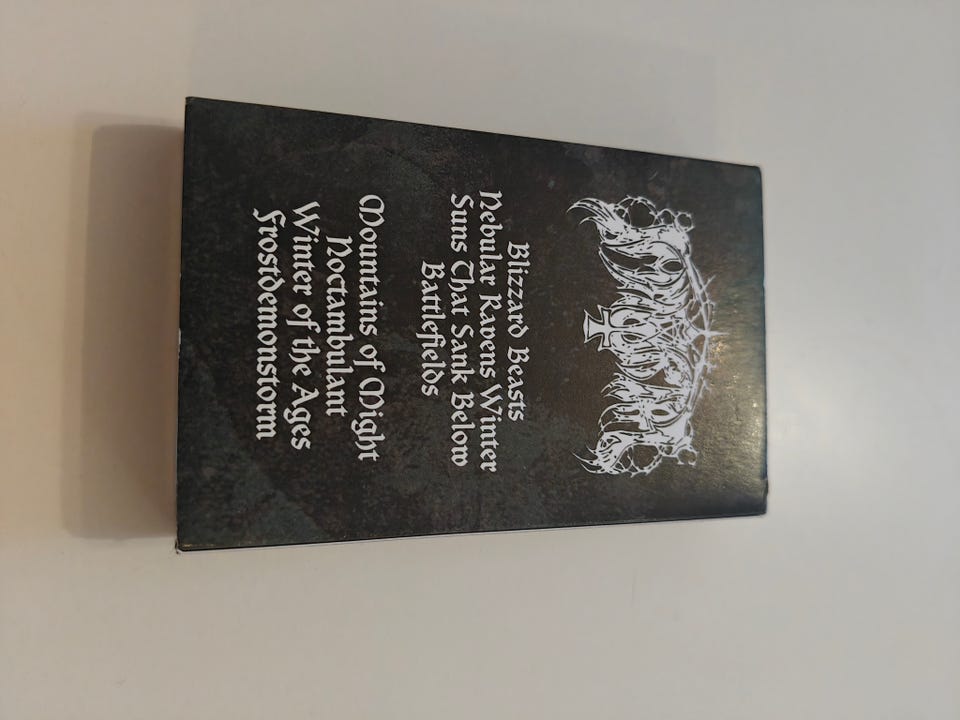 Blizzard Beasts
Nebular Ravens Winter
Suns That Sank Below
Battlefields
Mountains of Might
Noctambulant
Winter of the Ages
Frostdemonstorm